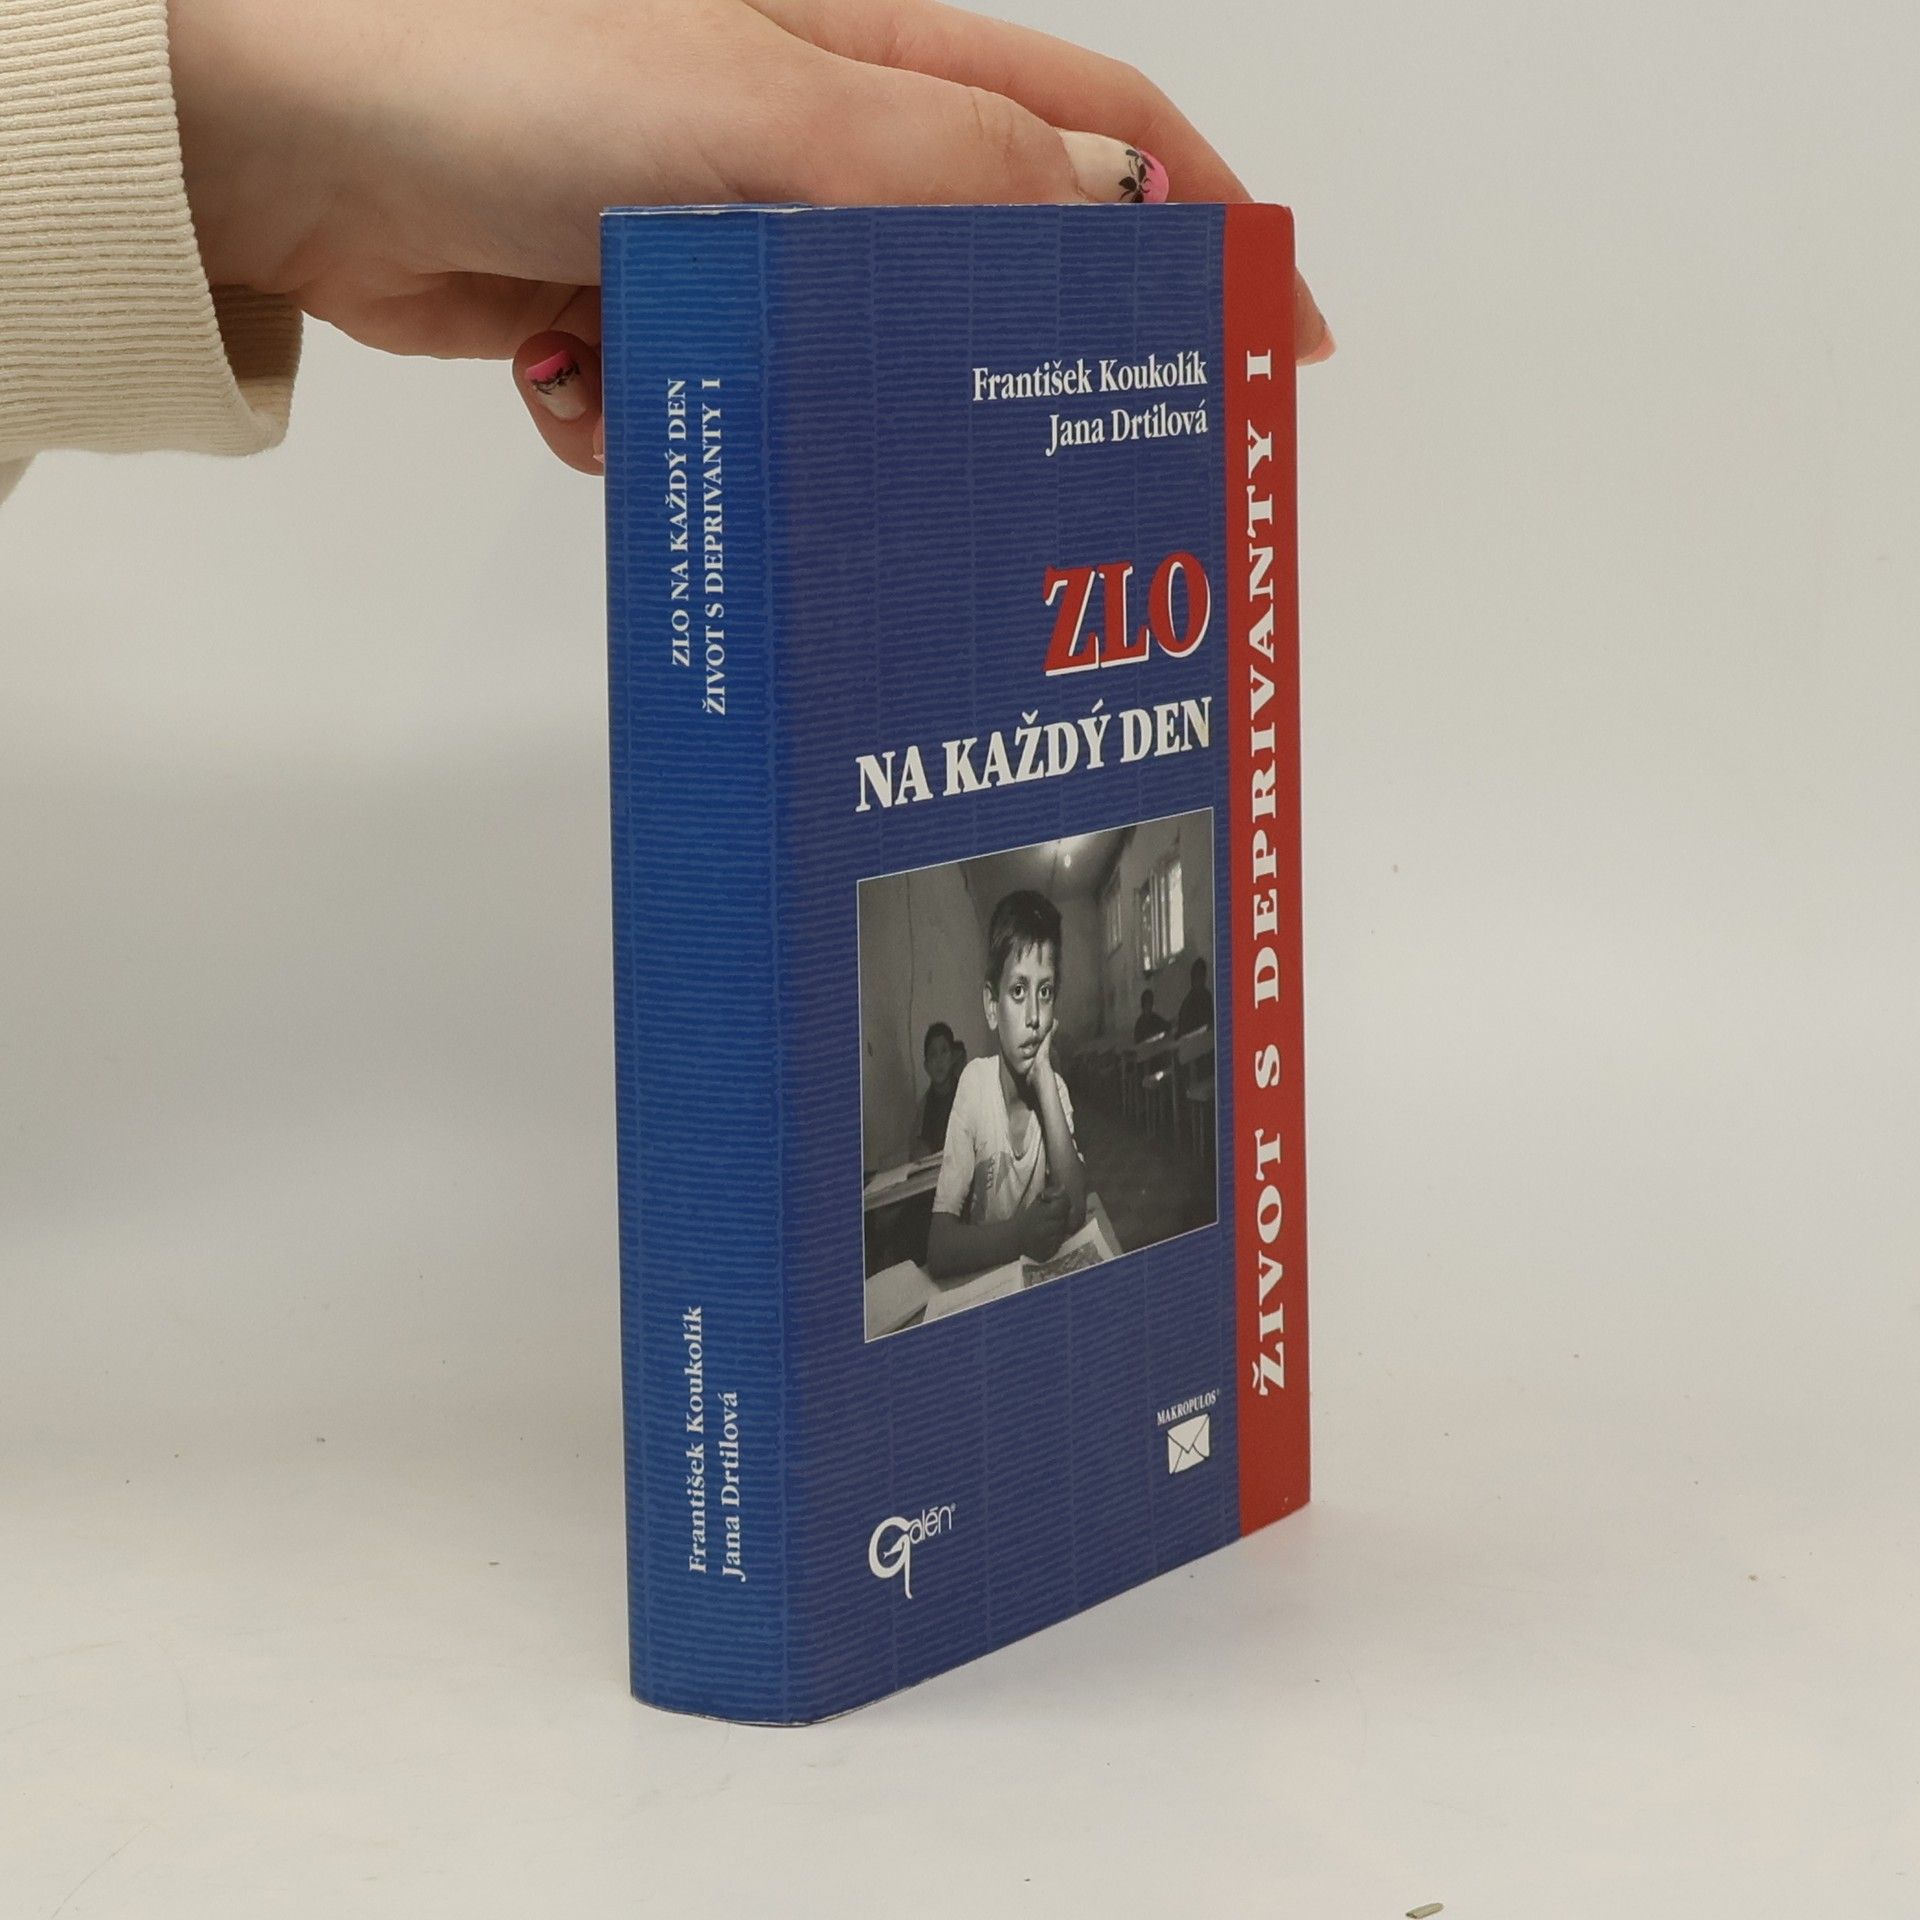 ZLO NA KAŽDÝ DEN
ŽIVOT S DEPRIVANTY I
František Koukolík
Jana Drtilová
František Koukolík
Jana Drtilová
ZLO
NA KAŽDÝ DEN
MAKROPULOS®
Galén®
ŽIVOT S DEPRIVANTY I